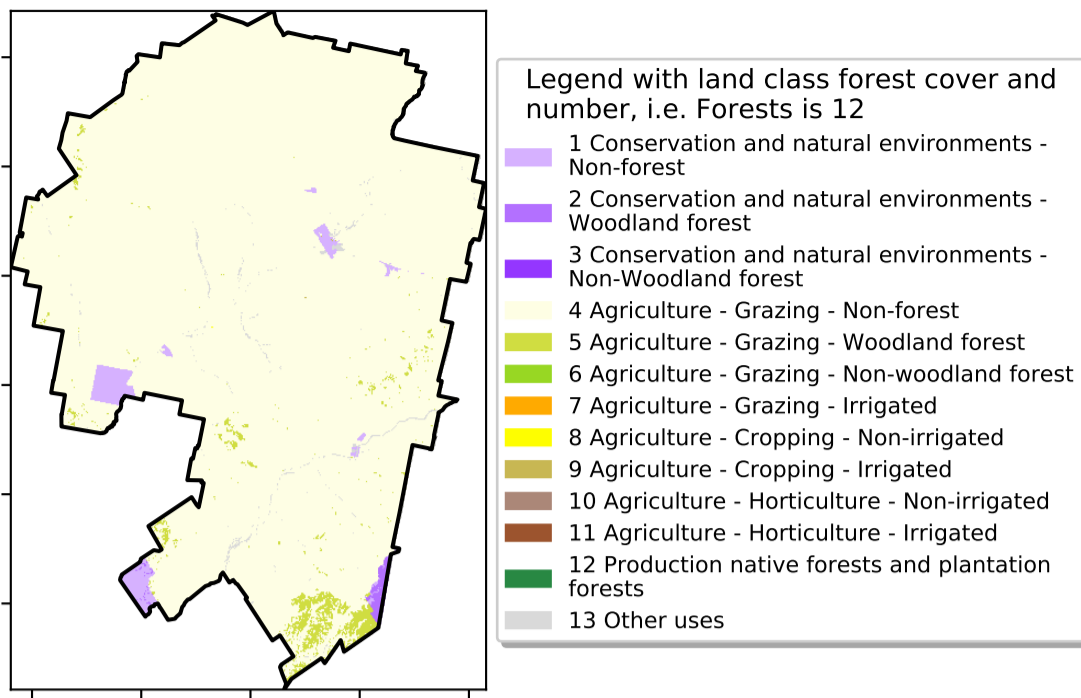 Legend with land class forest cover and
number, i.e. Forests is 12
1 Conservation and natural environments -
Non-forest
2 Conservation and natural environments -
Woodland forest
3 Conservation and natural environments -
Non-Woodland forest
4 Agriculture - Grazing - Non-forest
5 Agriculture - Grazing - Woodland forest
6 Agriculture - Grazing - Non-woodland forest
7 Agriculture - Grazing - Irrigated
8 Agriculture - Cropping - Non-irrigated
9 Agriculture - Cropping - Irrigated
10 Agriculture - Horticulture - Non-irrigated
11 Agriculture - Horticulture - Irrigated
12 Production native forests and plantation
forests
13 Other uses